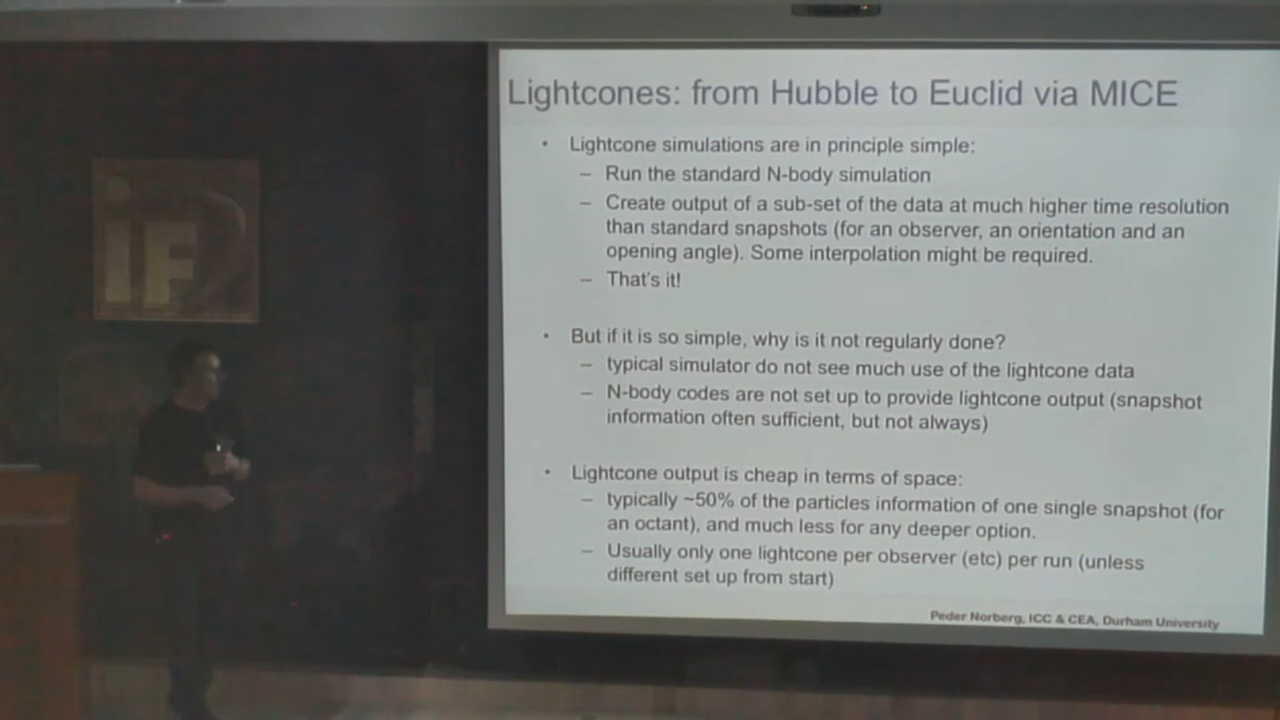 Lightcones: from Hubble to Euclid via MICE
• Lightcone simulations are in principle simple:
– Run the standard N-body simulation
– Create output of a sub-set of the data at much higher time resolution
than standard snapshots (for an observer, an orientation and an
opening angle). Some interpolation might be required.
– That's it!
• But if it is so simple, why is it not regularly done?
– typical simulator do not see much use of the lightcone data
– N-body codes are not set up to provide lightcone output (snapshot
information often sufficient, but not always)
• Lightcone output is cheap in terms of space:
– typically ~50% of the particles information of one single snapshot (for
an octant), and much less for any deeper option.
– Usually only one lightcone per observer (etc) per run (unless
different set up from start)
Peder Norberg, ICC & CEA, Durham University
iF2